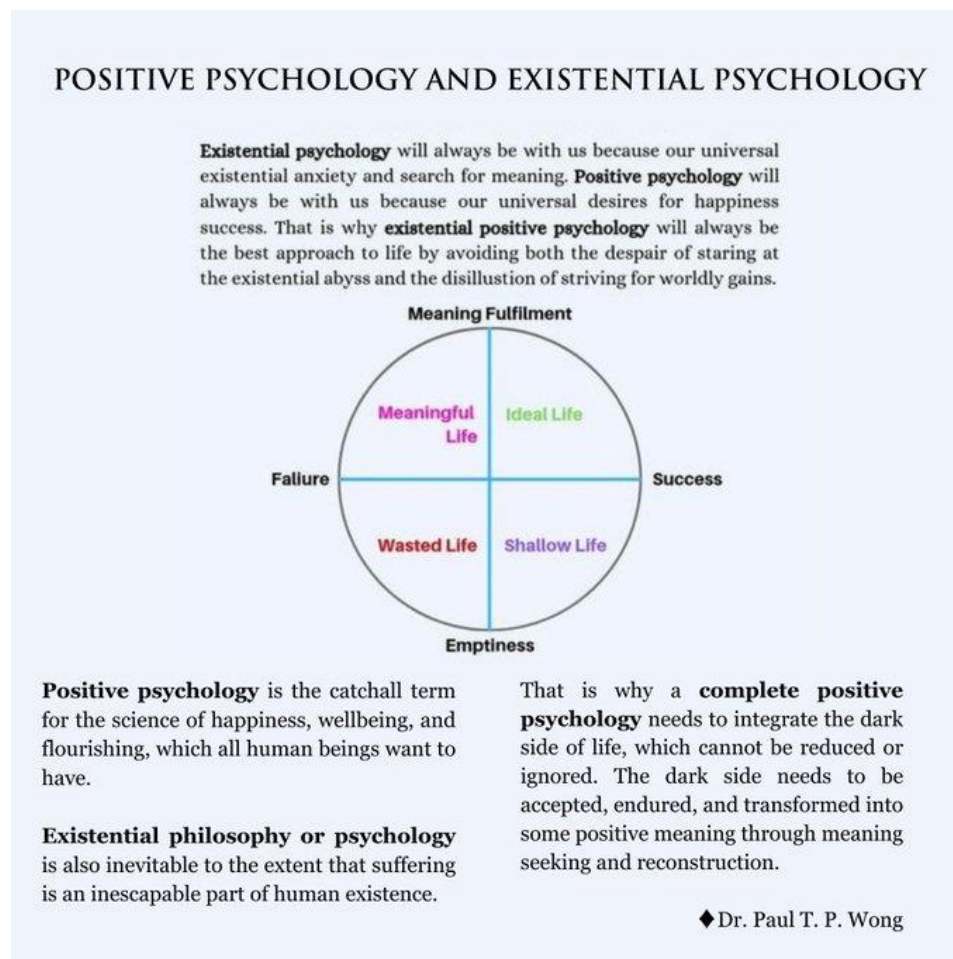 POSITIVE PSYCHOLOGY AND EXISTENTIAL PSYCHOLOGY
Existential psychology will always be with us because our universal
existential anxiety and search for meaning. Positive psychology will
always be with us because our universal desires for happiness
success. That is why existential positive psychology will always be
the best approach to life by avoiding both the despair of staring at
the existential abyss and the disillustion of striving for worldly gains.
Meaning Fulfilment
Meaningful
Life
Ideal Life
Failure
Success
Wasted Life
Shallow Life
Emptiness
Positive psychology is the catchall term
for the science of happiness, wellbeing, and
flourishing, which all human beings want to
have.
Existential philosophy or psychology
is also inevitable to the extent that suffering
is an inescapable part of human existence.
That is why a complete positive
psychology needs to integrate the dark
side of life, which cannot be reduced or
ignored. The dark side needs to be
accepted, endured, and transformed into
some positive meaning through meaning
seeking and reconstruction.
♦Dr. Paul T. P. Wong